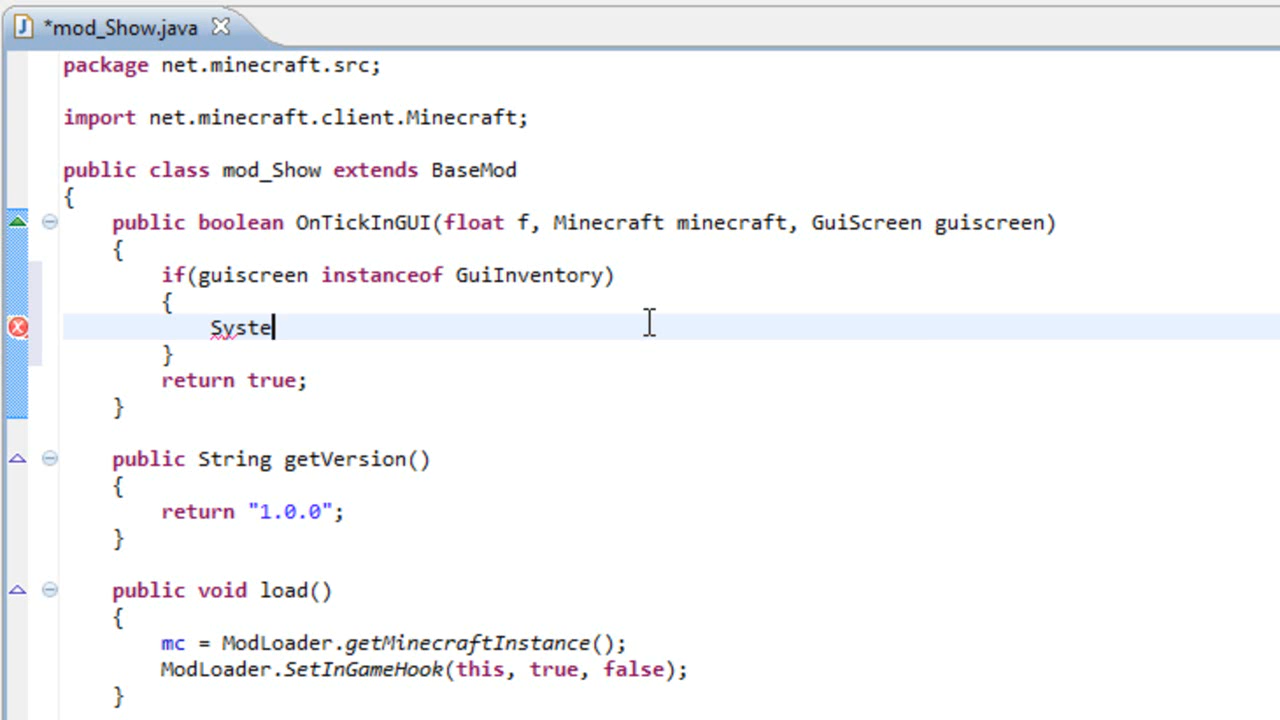 *mod_Show.java
package net.minecraft.src;
import net.minecraft.client.Minecraft;
public class mod_Show extends BaseMod
{
public boolean OnTickInGUI(float f, Minecraft minecraft, GuiScreen guiscreen)
{
if(guiscreen instanceof GuiInventory)
{
Syste
}
return true;
}
public String getVersion()
{
return "1.0.0";
}
public void load()
{
mc = ModLoader.getMinecraftInstance();
ModLoader.SetInGameHook(this, true, false);
}